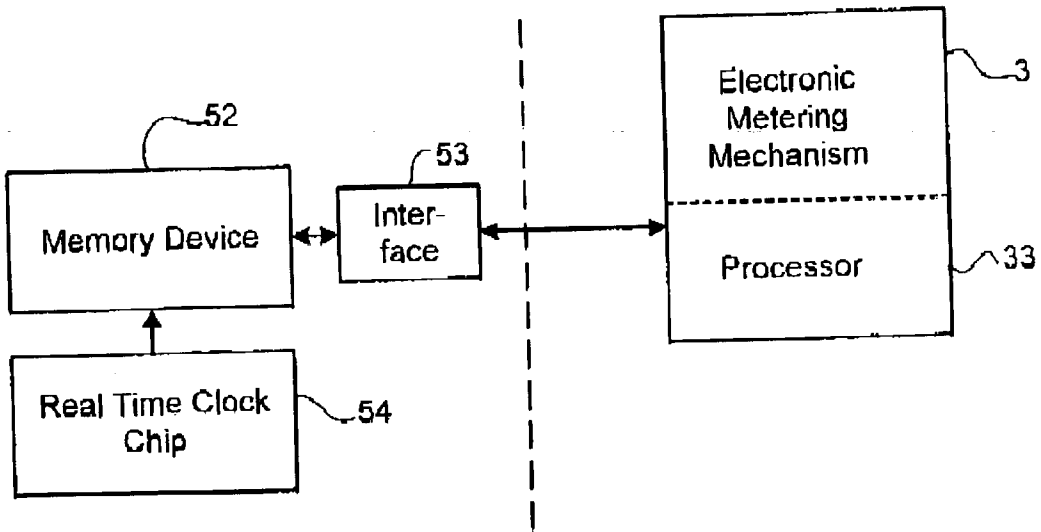 Electronic
Metering
Mechanism
3
52
53
Memory Device
Inter-
face
Processor
33
Real Time Clock
Chip
54